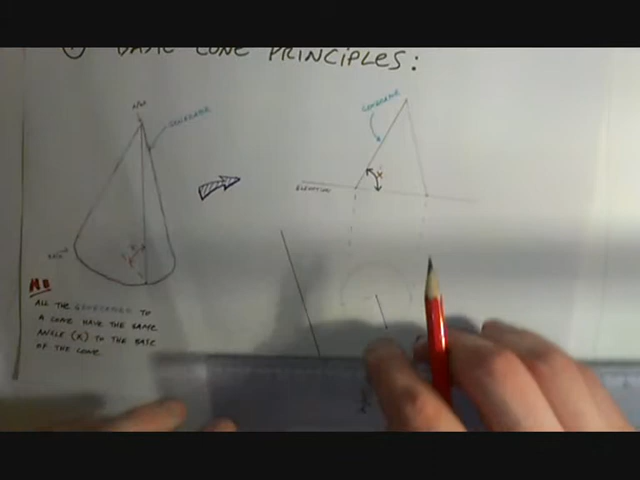 BASIC CONE PRINCIPLES:
GENERATOR
GENERATOR
X
ELEVATION
NB
ALL THE GENERATORS TO
A CONE HAVE THE SAME
ANGLE (X) TO THE BASE
OF THE CONE